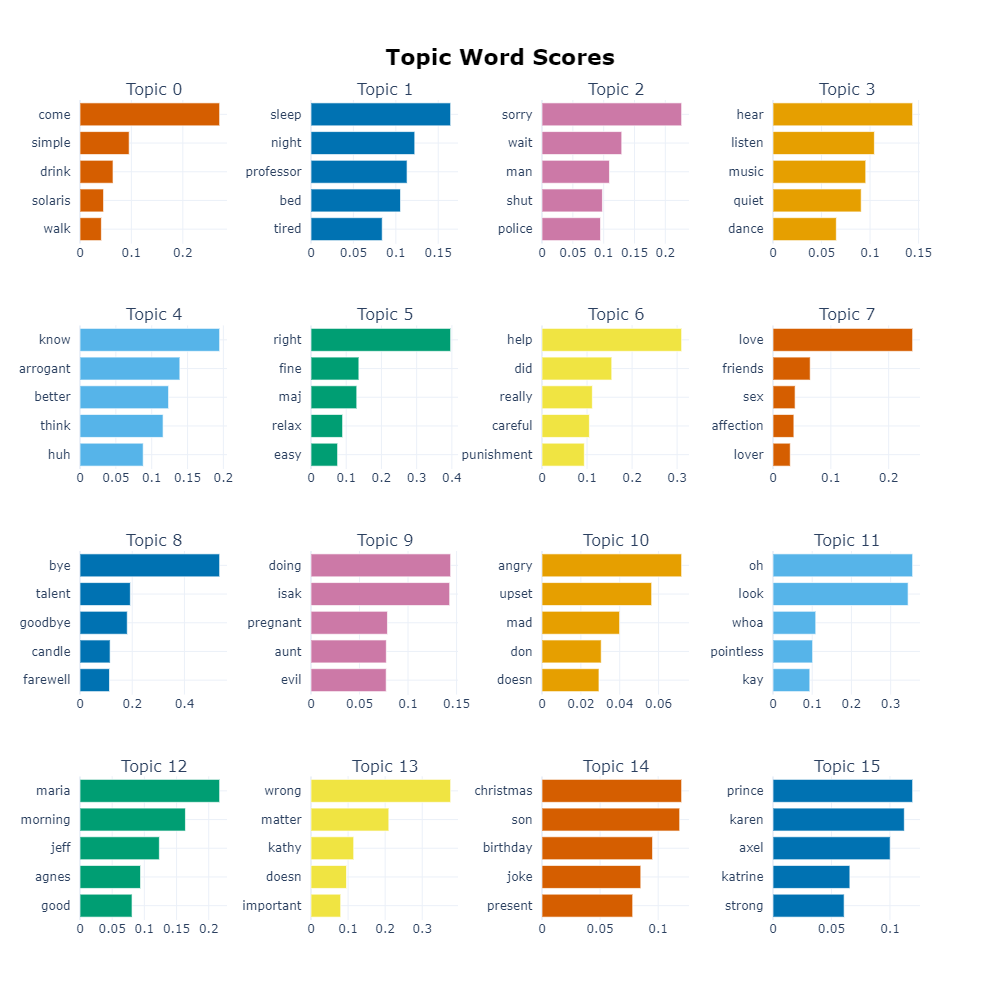 Topic Word Scores
Topic 0
come
simple
drink
solaris
walk
0 0.1 0.2
Topic 1
sleep
night
professor
bed
tired
0 0.05 0.1 0.15
Topic 2
sorry
wait
man
shut
police
0 0.05 0.1 0.15 0.2
Topic 3
hear
listen
music
quiet
dance
0 0.05 0.1 0.15
Topic 4
know
arrogant
better
think
huh
0 0.05 0.1 0.15 0.2
Topic 5
right
fine
maj
relax
easy
0 0.1 0.2 0.3 0.4
Topic 6
help
did
really
careful
punishment
0 0.1 0.2 0.3
Topic 7
love
friends
sex
affection
lover
0 0.1 0.2
Topic 8
bye
talent
goodbye
candle
farewell
0 0.2 0.4
Topic 9
doing
isak
pregnant
aunt
evil
0 0.05 0.1 0.15
Topic 10
angry
upset
mad
don
doesn
0 0.02 0.04 0.06
Topic 11
oh
look
whoa
pointless
kay
0 0.1 0.2 0.3
Topic 12
maria
morning
jeff
agnes
good
0 0.05 0.1 0.15 0.2
Topic 13
wrong
matter
kathy
doesn
important
0 0.1 0.2 0.3
Topic 14
christmas
son
birthday
joke
present
0 0.05 0.1
Topic 15
prince
karen
axel
katrine
strong
0 0.05 0.1